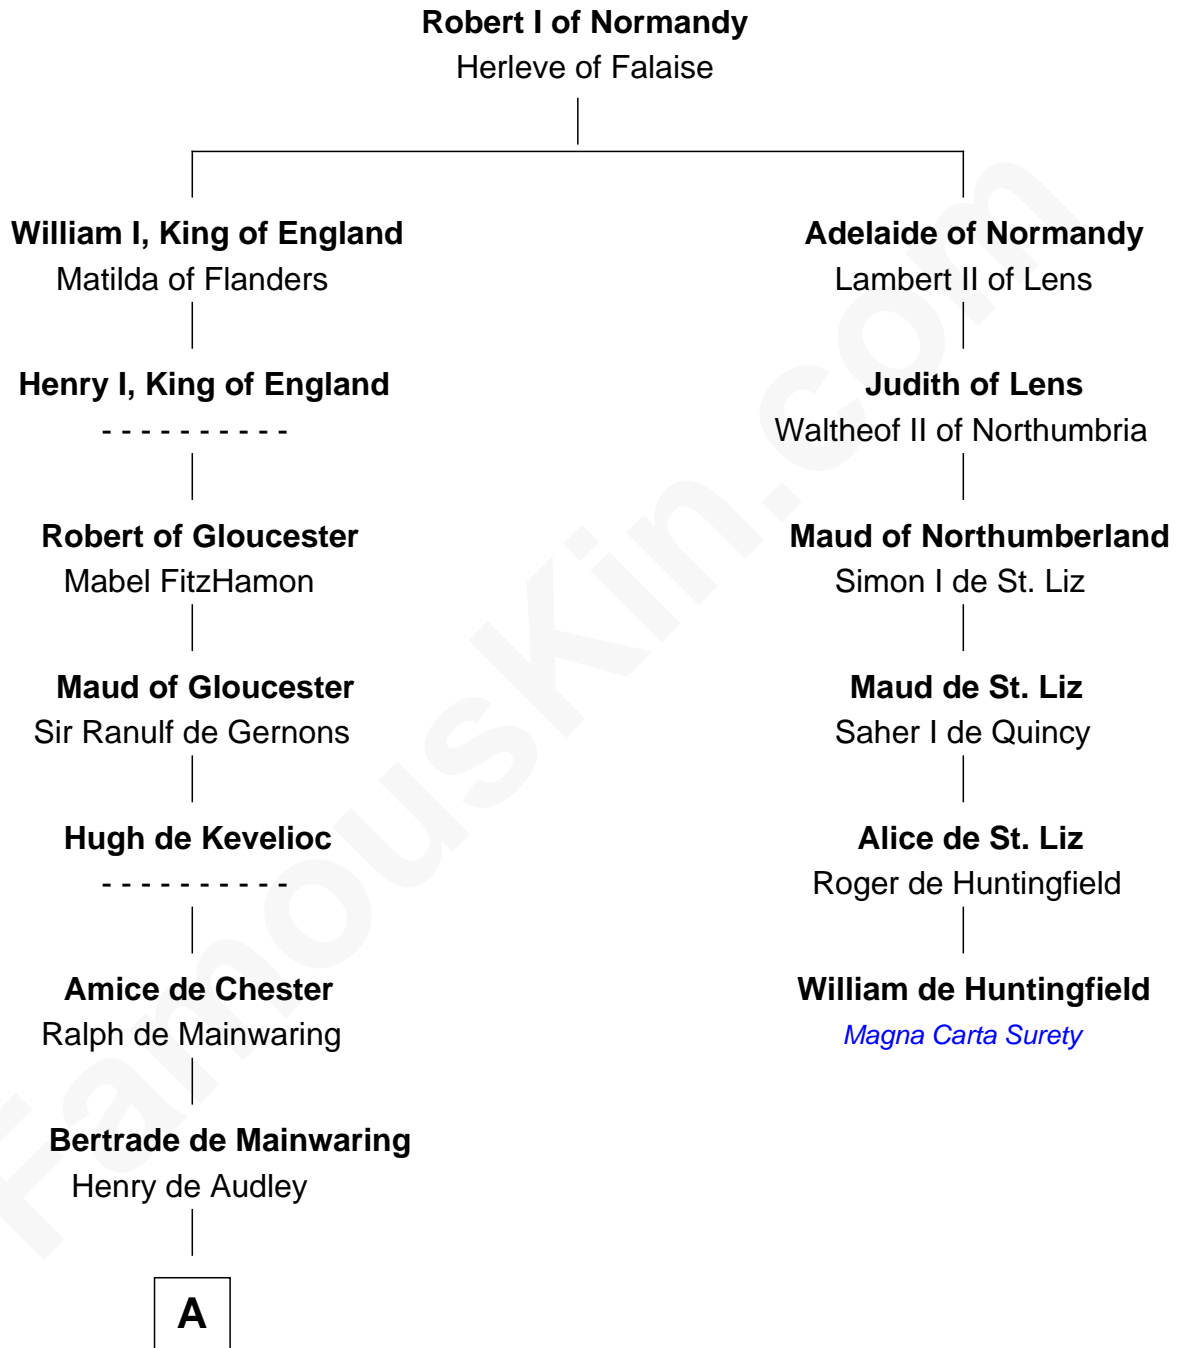 Robert I of Normandy
Herleve of Falaise
William I, King of England
Matilda of Flanders
Adelaide of Normandy
Lambert II of Lens
Henry I, King of England
- - - - - - - - - -
Judith of Lens
Waltheof II of Northumbria
Robert of Gloucester
Mabel FitzHamon
Maud of Northumberland
Simon I de St. Liz
Maud of Gloucester
Sir Ranulf de Gernons
Maud de St. Liz
Saher I de Quincy
Hugh de Kevelioc
- - - - - - - - - -
Alice de St. Liz
Roger de Huntingfield
Amice de Chester
Ralph de Mainwaring
William de Huntingfield
Magna Carta Surety
Bertrade de Mainwaring
Henry de Audley
A
FamousKin.com